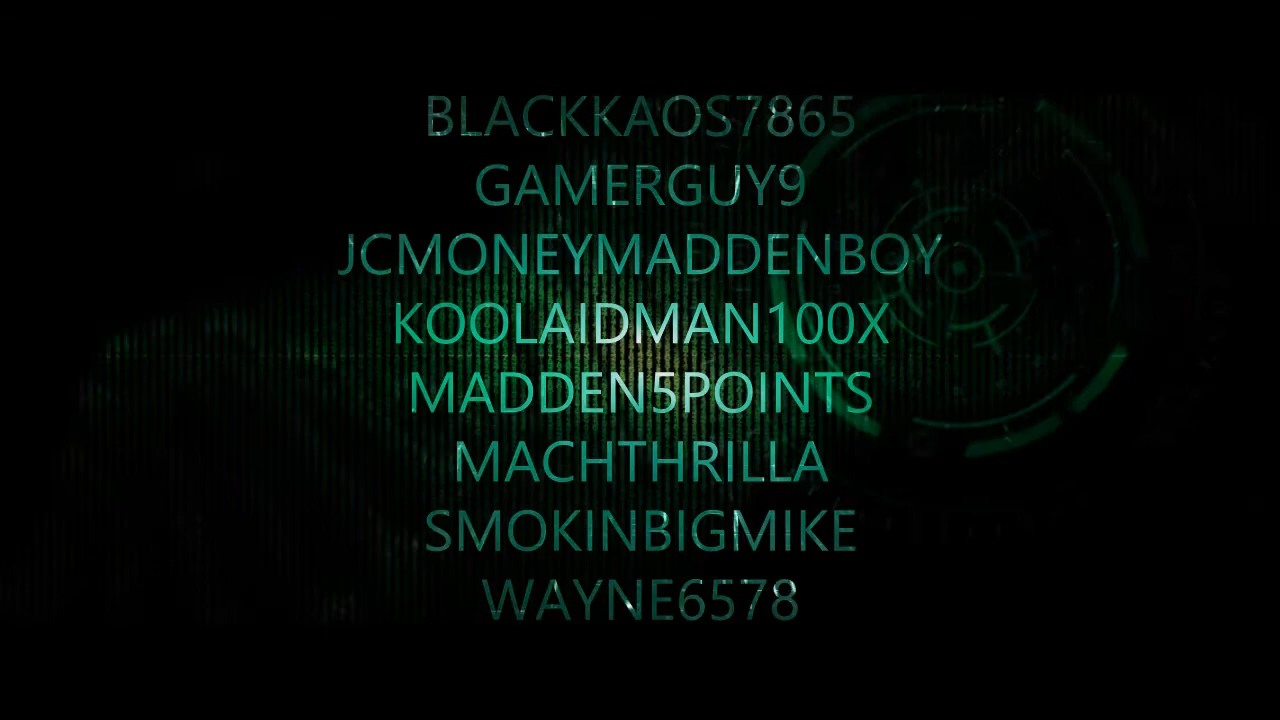 BLACKKAOS7865
GAMERGUY9
JCMONEYMADDENBOY
KOOLAIDMAN100X
MADDEN5POINTS
MACHTHRILLA
SMOKINBIGMIKE
WAYNE6578